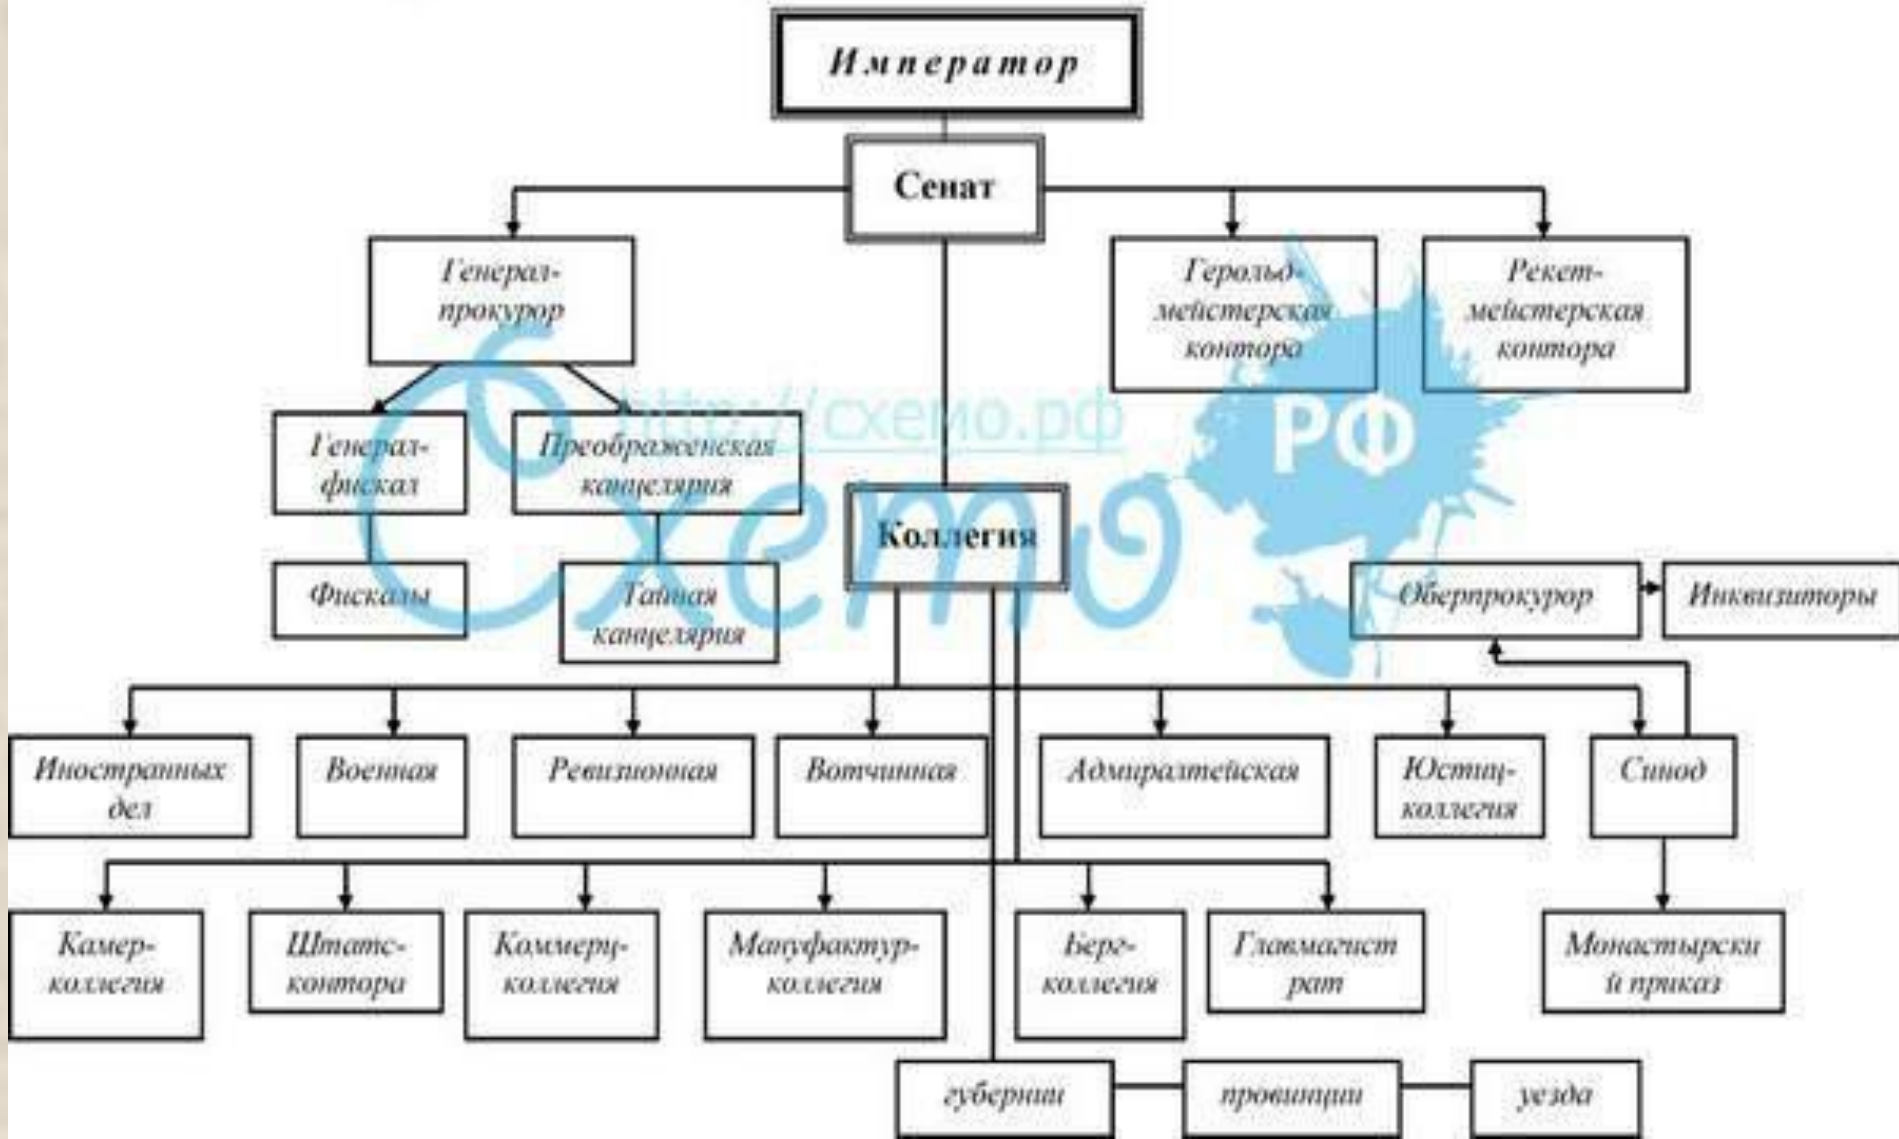 Император
Сенат
Генерал-
прокурор
Герольд-
мейстерская
контора
Рекет-
мейстерская
контора
Генерал-
фискал
Преображенская
канцелярия
http://схемо.рф
РФ
Схемо
Коллегия
Фискалы
Тайная
канцелярия
Оберпрокурор
Инквизиторы
Иностранных
дел
Военная
Ревизионная
Вотчинная
Адмиралтейская
Юстиц-
коллегия
Синод
Камер-
коллегия
Штатс-
контора
Коммерц-
коллегия
Мануфактур-
коллегия
Берг-
коллегия
Главмагист
рат
Монастырски
й приказ
губернии
провинции
уезда